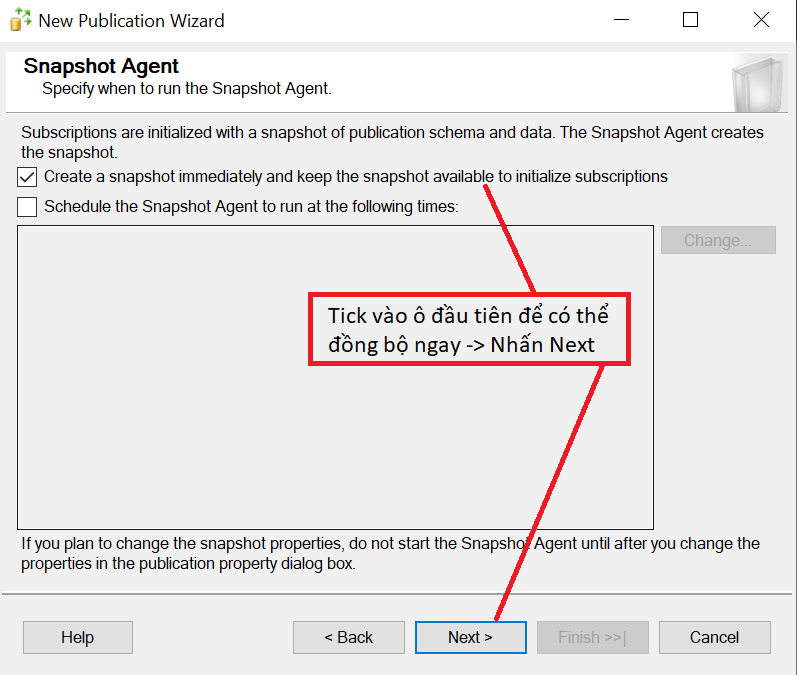 New Publication Wizard
Snapshot Agent
Specify when to run the Snapshot Agent.
Subscriptions are initialized with a snapshot of publication schema and data. The Snapshot Agent creates
the snapshot.
Create a snapshot immediately and keep the snapshot available to initialize subscriptions
Schedule the Snapshot Agent to run at the following times:
Change...
Tick vào ô đầu tiên để có thể
đồng bộ ngay -> Nhấn Next
If you plan to change the snapshot properties, do not start the Snapshot Agent until after you change the
properties in the publication property dialog box.
Help
< Back
Next >
Finish >>|
Cancel